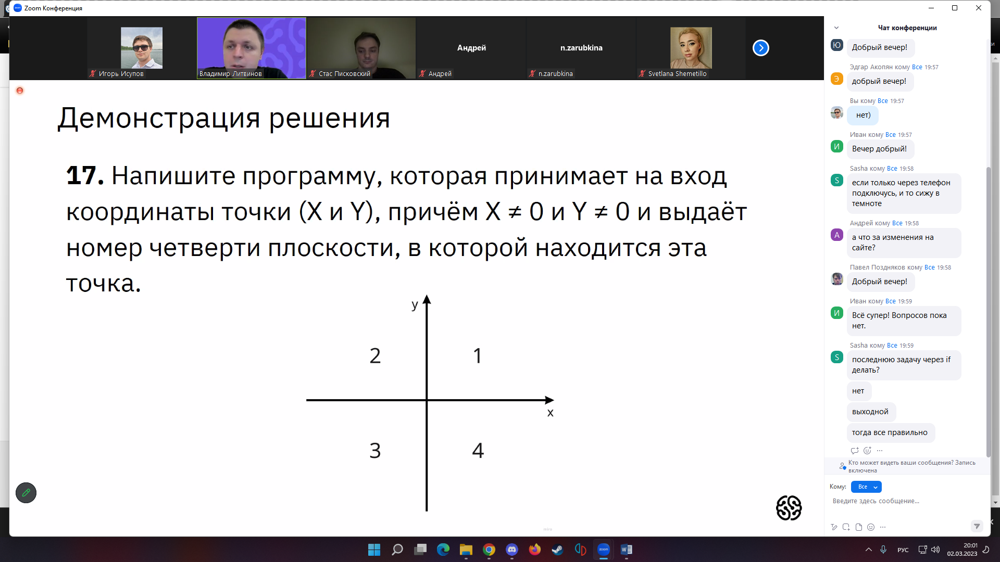 Zoom Конференция
Игорь Исупов
Владимир Литвинов
Стас Писковский
Андрей
Андрей
n.zarubkina
n.zarubkina
Svetlana Shemetillo
Демонстрация решения
17. Напишите программу, которая принимает на вход
координаты точки (X и Y), причём X ≠ 0 и Y ≠ 0 и выдаёт
номер четверти плоскости, в которой находится эта
точка.
y
2
1
x
3
4
miro
Чат конференции
Ю
Добрый вечер!
Эдгар Акопян кому Все 19:57
Э
добрый вечер!
Вы кому Все 19:57
нет)
Иван кому Все 19:57
И
Вечер добрый!
Sasha кому Все 19:58
S
если только через телефон
подключусь, и то сижу в
темноте
Андрей кому Все 19:58
А
а что за изменения на
сайте?
Павел Поздняков кому Все 19:58
Добрый вечер!
Иван кому Все 19:59
И
Всё супер! Вопросов пока
нет.
Sasha кому Все 19:59
S
последнюю задачу через if
делать?
нет
выходной
тогда все правильно
Кто может видеть ваши сообщения? Запись
включена
Кому: Все
Введите здесь сообщение...
zoom
РУС
20:01
02.03.2023